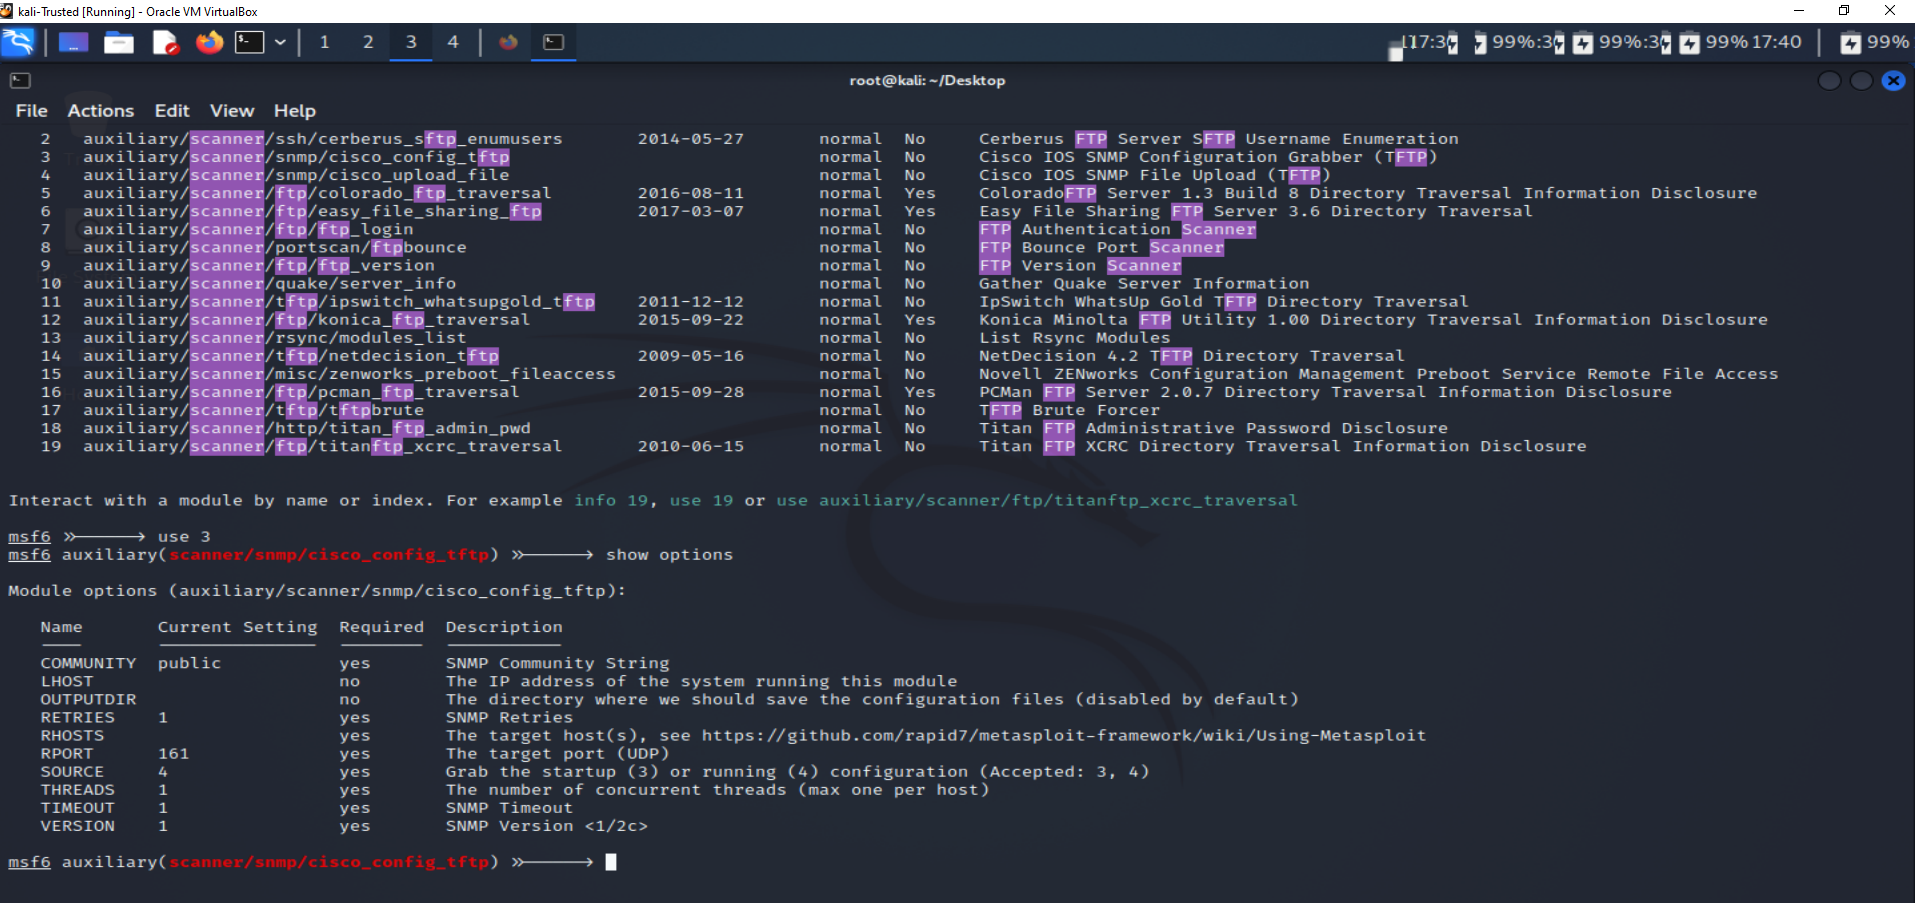 kali-Trusted [Running] - Oracle VM VirtualBox
1 2 3 4 99% 99% 99% 17:40 99%
root@kali: ~/Desktop
File Actions Edit View Help
2 auxiliary/scanner/ssh/cerberus_sftp_enumusers 2014-05-27 normal No Cerberus FTP Server SFTP Username Enumeration
3 auxiliary/scanner/snmp/cisco_config_tftp normal No Cisco IOS SNMP Configuration Grabber (TFTP)
4 auxiliary/scanner/snmp/cisco_upload_file normal No Cisco IOS SNMP File Upload (TFTP)
5 auxiliary/scanner/ftp/colorado_ftp_traversal 2016-08-11 normal Yes ColoradoFTP Server 1.3 Build 8 Directory Traversal Information Disclosure
6 auxiliary/scanner/ftp/easy_file_sharing_ftp 2017-03-07 normal Yes Easy File Sharing FTP Server 3.6 Directory Traversal
7 auxiliary/scanner/ftp/ftp_login normal No FTP Authentication Scanner
8 auxiliary/scanner/portscan/ftpbounce normal No FTP Bounce Port Scanner
9 auxiliary/scanner/ftp/ftp_version normal No FTP Version Scanner
10 auxiliary/scanner/quake/server_info normal No Gather Quake Server Information
11 auxiliary/scanner/tftp/ipswitch_whatsupgold_tftp 2011-12-12 normal No IpSwitch WhatsUp Gold TFTP Directory Traversal
12 auxiliary/scanner/ftp/konica_ftp_traversal 2015-09-22 normal Yes Konica Minolta FTP Utility 1.00 Directory Traversal Information Disclosure
13 auxiliary/scanner/rsync/modules_list normal No List Rsync Modules
14 auxiliary/scanner/tftp/netdecision_tftp 2009-05-16 normal No NetDecision 4.2 TFTP Directory Traversal
15 auxiliary/scanner/misc/zenworks_preboot_fileaccess normal No Novell ZENworks Configuration Management Preboot Service Remote File Access
16 auxiliary/scanner/ftp/pcman_ftp_traversal 2015-09-28 normal Yes PCMan FTP Server 2.0.7 Directory Traversal Information Disclosure
17 auxiliary/scanner/tftp/tftpbrute normal No TFTP Brute Forcer
18 auxiliary/scanner/http/titan_ftp_admin_pwd normal No Titan FTP Administrative Password Disclosure
19 auxiliary/scanner/ftp/titanftp_xcrc_traversal 2010-06-15 normal No Titan FTP XCRC Directory Traversal Information Disclosure
Interact with a module by name or index. For example info 19, use 19 or use auxiliary/scanner/ftp/titanftp_xcrc_traversal
msf6 »──────> use 3
msf6 auxiliary(scanner/snmp/cisco_config_tftp) »──────> show options
Module options (auxiliary/scanner/snmp/cisco_config_tftp):
Name Current Setting Required Description
COMMUNITY public yes SNMP Community String
LHOST no The IP address of the system running this module
OUTPUTDIR no The directory where we should save the configuration files (disabled by default)
RETRIES 1 yes SNMP Retries
RHOSTS yes The target host(s), see https://github.com/rapid7/metasploit-framework/wiki/Using-Metasploit
RPORT 161 yes The target port (UDP)
SOURCE 4 yes Grab the startup (3) or running (4) configuration (Accepted: 3, 4)
THREADS 1 yes The number of concurrent threads (max one per host)
TIMEOUT 1 yes SNMP Timeout
VERSION 1 yes SNMP Version <1/2c>
msf6 auxiliary(scanner/snmp/cisco_config_tftp) »──────>